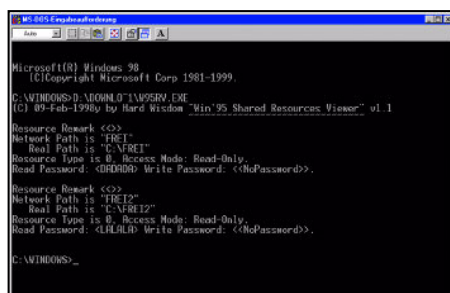 MS-DOS-Eingabeaufforderung
Auto
A
Microsoft(R) Windows 98
(C)Copyright Microsoft Corp 1981-1999.
C:\WINDOWS>D:\DOWNLO~1\W95RV.EXE
(C) 09-Feb-1998y by Hard Wisdom "Win'95 Shared Resources Viewer" v1.1
Resource Remark <<>>
Network Path is "FREI"
Real Path is "C:\FREI"
Resource Type is 0, Access Mode: Read-Only.
Read Password: <DADADA> Write Password: <<NoPassword>>.
Resource Remark <<>>
Network Path is "FREI2"
Real Path is "C:\FREI2"
Resource Type is 0, Access Mode: Read-Only.
Read Password: <LALALA> Write Password: <<NoPassword>>.
C:\WINDOWS>_